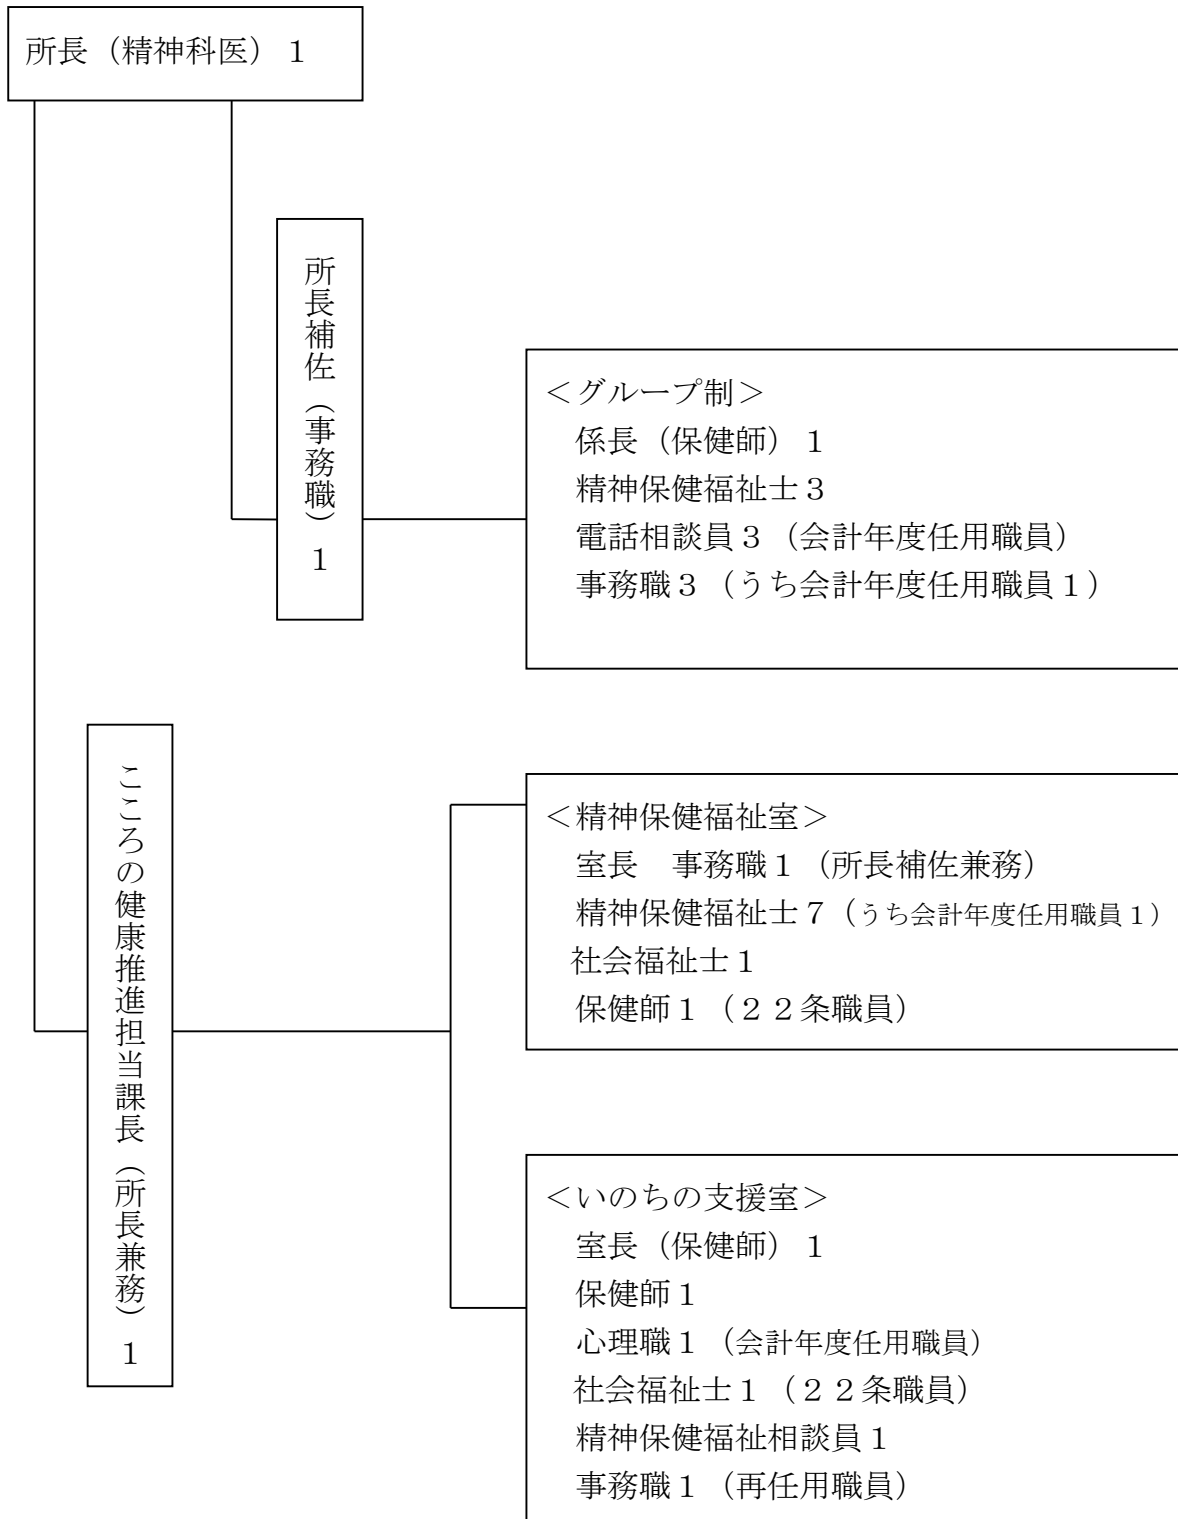 所長（精神科医）１
所長補佐（事務職）１
＜グループ制＞
係長（保健師）１
精神保健福祉士３
電話相談員３（会計年度任用職員）
事務職３（うち会計年度任用職員１）
こころの健康推進担当課長（所長兼務）１
＜精神保健福祉室＞
室長　事務職１（所長補佐兼務）
精神保健福祉士７（うち会計年度任用職員１）
社会福祉士１
保健師１（２２条職員）
＜いのちの支援室＞
室長（保健師）１
保健師１
心理職１（会計年度任用職員）
社会福祉士１（２２条職員）
精神保健福祉相談員１
事務職１（再任用職員）